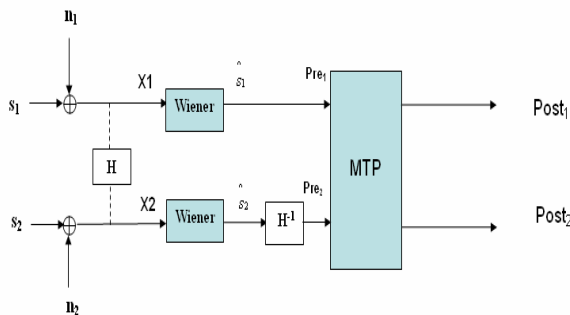 n1
X1
ŝ1
Pre1
s1
Wiener
Post1
H
MTP
X2
ŝ2
Pre2
s2
Wiener
H-1
Post2
n2